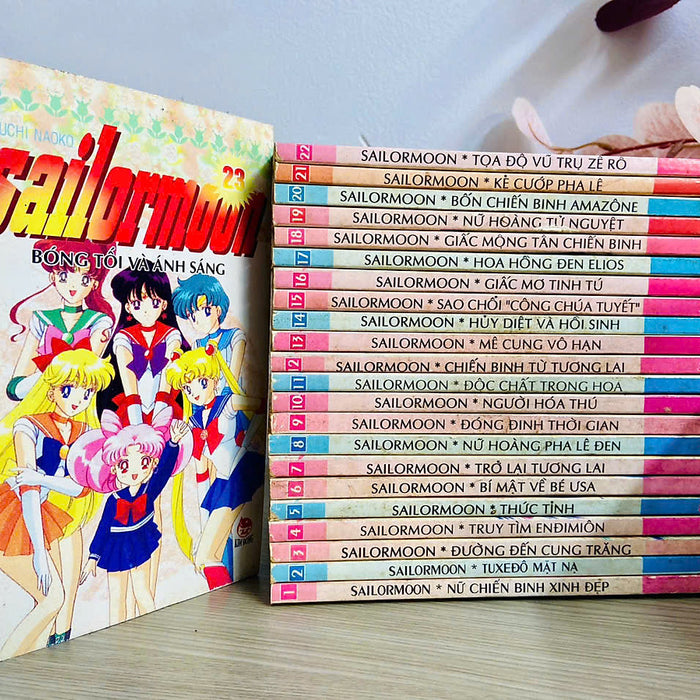 UCHI NAOKO
sailormoon
23
BÓNG TỐI VÀ ÁNH SÁNG
KIM ĐỒNG
22 SAILORMOON * TỌA ĐỘ VŨ TRỤ ZÊ RÔ
21 SAILORMOON * KẺ CƯỚP PHA LÊ
20 SAILORMOON * BỐN CHIẾN BINH AMAZÔNE
19 SAILORMOON * NỮ HOÀNG TỬ NGUYỆT
18 SAILORMOON * GIẤC MỘNG TÂN CHIẾN BINH
17 SAILORMOON * HOA HỒNG ĐEN ELIOS
16 SAILORMOON * GIẤC MƠ TINH TÚ
15 SAILORMOON * SAO CHỔI "CÔNG CHÚA TUYẾT"
14 SAILORMOON * HỦY DIỆT VÀ HỒI SINH
13 SAILORMOON * MÊ CUNG VÔ HẠN
12 SAILORMOON * CHIẾN BINH TỪ TƯƠNG LAI
11 SAILORMOON * ĐỘC CHẤT TRONG HOA
10 SAILORMOON * NGƯỜI HÓA THÚ
9 SAILORMOON * ĐÓNG ĐINH THỜI GIAN
8 SAILORMOON * NỮ HOÀNG PHA LÊ ĐEN
7 SAILORMOON * TRỞ LẠI TƯƠNG LAI
6 SAILORMOON * BÍ MẬT VỀ BÉ USA
5 SAILORMOON * THỨC TỈNH
4 SAILORMOON * TRUY TÌM ENĐIMIÔN
3 SAILORMOON * ĐƯỜNG ĐẾN CUNG TRĂNG
2 SAILORMOON * TUXEĐÔ MẶT NẠ
1 SAILORMOON * NỮ CHIẾN BINH XINH ĐẸP